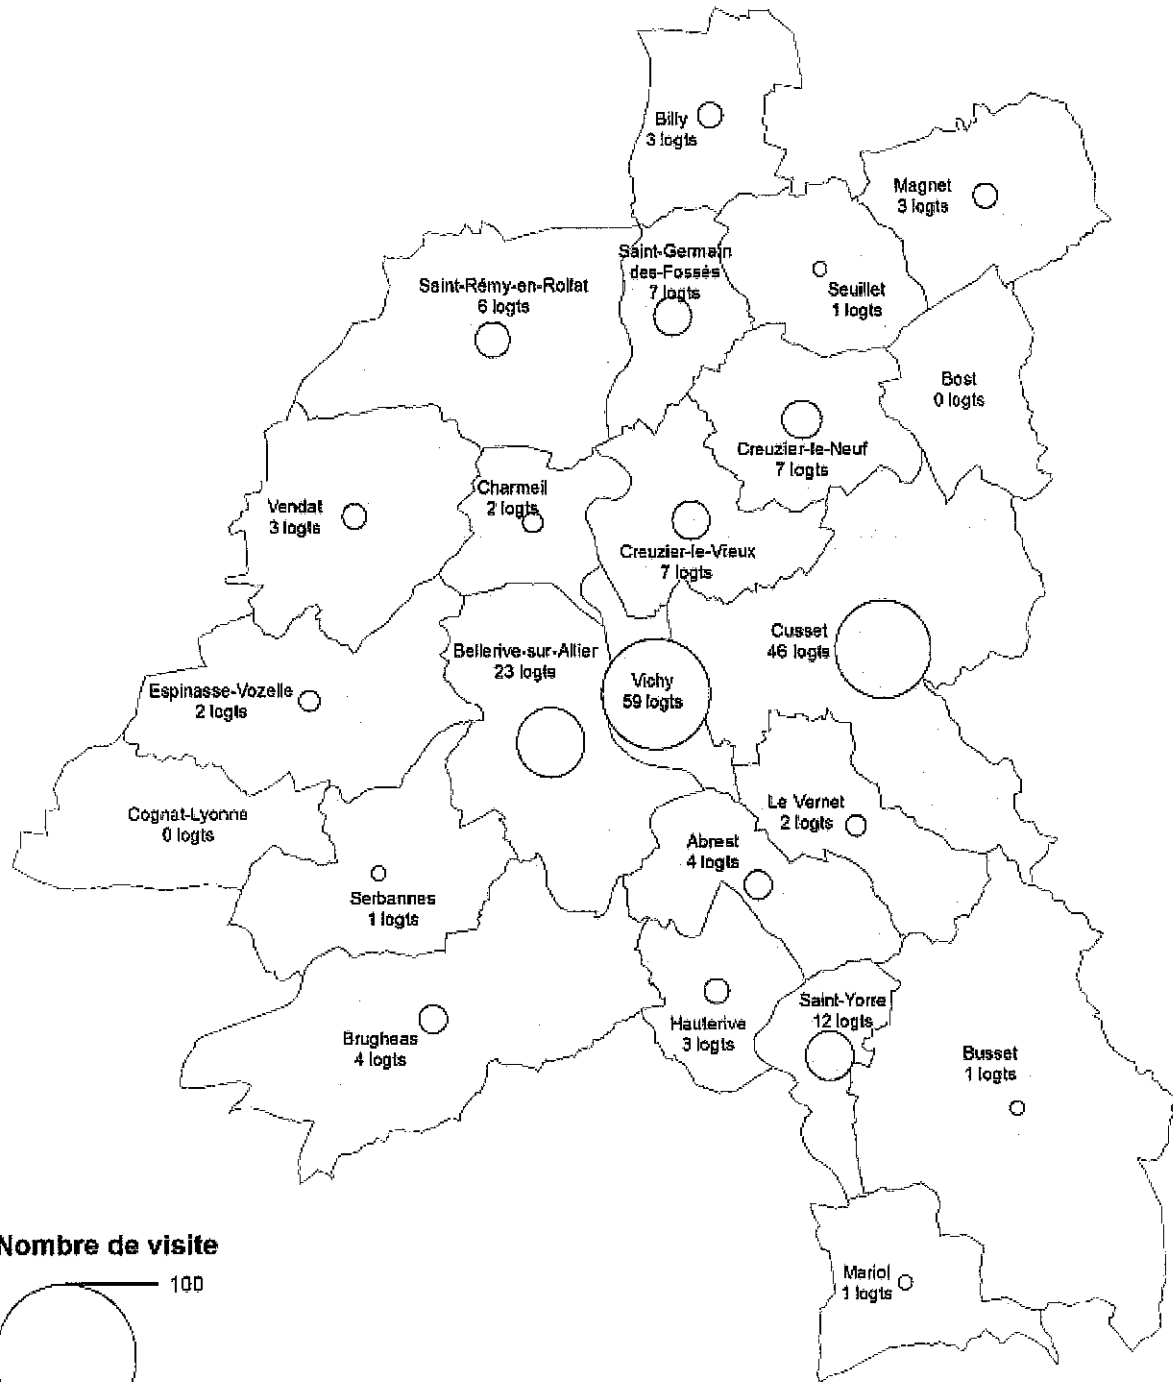 Billy
3 logts
Magnet
3 logts
Saint-Germain
des-Fossés
7 logts
Seuillet
1 logts
Saint-Rémy-en-Rollat
6 logts
Bost
0 logts
Creuzier-le-Neuf
7 logts
Charmeil
2 logts
Vendat
3 logts
Creuzier-le-Vieux
7 logts
Cusset
46 logts
Bellerive-sur-Allier
23 logts
Vichy
59 logts
Espinasse-Vozelle
2 logts
Cognat-Lyonne
0 logts
Le Vernet
2 logts
Abrest
4 logts
Serbannes
1 logts
Saint-Yorre
12 logts
Hauterive
3 logts
Brugheas
4 logts
Busset
1 logts
Nombre de visite
100
Mariol
1 logts